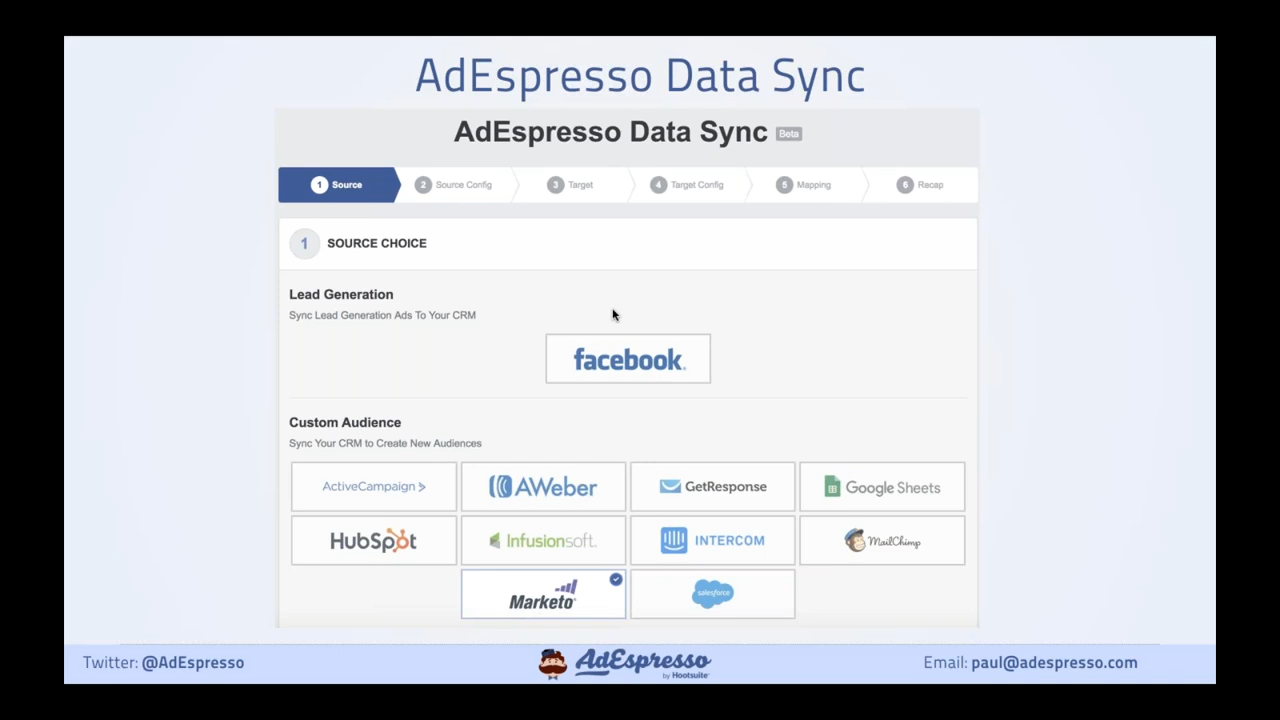 AdEspresso Data Sync
AdEspresso Data Sync Beta
1 Source 2 Source Config 3 Target 4 Target Config 5 Mapping 6 Recap
1 SOURCE CHOICE
Lead Generation
Sync Lead Generation Ads To Your CRM
facebook.
Custom Audience
Sync Your CRM to Create New Audiences
ActiveCampaign > AWeber GetResponse Google Sheets
HubSpot Infusionsoft. INTERCOM MailChimp
Marketo salesforce
Twitter: @AdEspresso AdEspresso Email: paul@adespresso.com
by Hootsuite